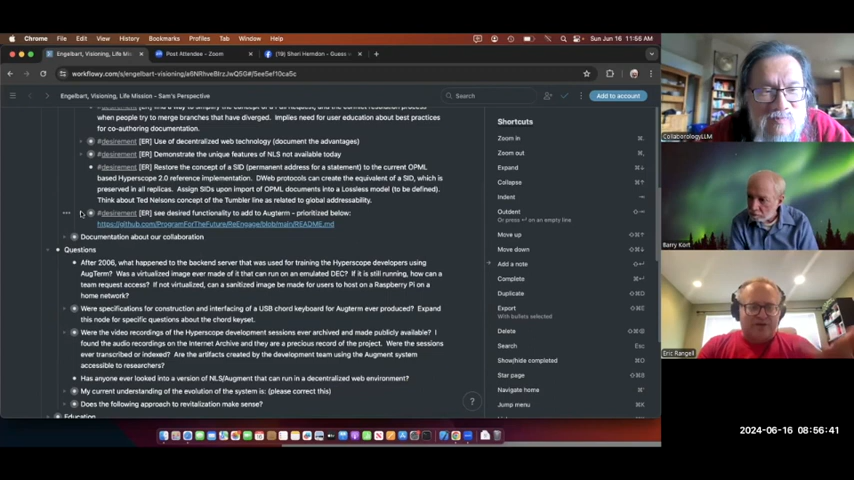 Chrome File Edit View History Bookmarks Profiles Tab Window Help
Sun Jun 16 11:56 AM
Engelbart, Visioning, Life Mis
Post Attendee - Zoom
(19) Shari Herndon - Guess
workflowy.com/s/engelbart-visioning/
Engelbart, Visioning, Life Mission, etc. - Sam's Perspective
Search
Add to account
when people try to merge branches that have diverged. Implies need for user education about best practices
for co-authoring documentation.
#desirement [ER] Use of decentralized web technology (document the advantages)
#desirement [ER] Demonstrate the unique features of NLS not available today
#desirement [ER] Restore the concept of a SID (permanent address for a statement) to the current OPML
based Hyperscope 2.0 reference implementation. DWeb protocols can create the equivalent of a SID, which is
preserved in all replicas. Assign SIDs upon import of OPML documents into a Lossless model (to be defined).
Think about Ted Nelsons concept of the Tumbler line as related to global addressability.
#desirement [ER] see desired functionality to add to Augterm - prioritized below:
https://github.com/ProgramForTheFuture/ReEngage/blob/main/README.md
Documentation about our collaboration
Questions
After 2006, what happened to the backend server that was used for training the Hyperscope developers using
AugTerm? Was a virtualized image ever made of it that can run on an emulated DEC? If it is still running, how can a
team request access? If not virtualized, can a sanitized image be made for users to host on a Raspberry Pi on a
home network?
Were specifications for construction and interfacing of a USB chord keyboard for Augterm ever produced? Expand
this node for specific questions about the chord keyset.
Were the video recordings of the Hyperscope development sessions ever archived and made publicly available? I
found the audio recordings on the Internet Archive and they are a precious record of the project. Were the sessions
ever transcribed or indexed? Are the artifacts created by the development team using the Augment system
accessible to researchers?
Has anyone ever looked into a version of NLS/Augment that can run in a decentralized web environment?
My current understanding of the evolution of the system is: (please correct this)
Does the following approach to revitalization make sense?
Education
Shortcuts
Zoom in
Zoom out
Expand
Collapse
Indent
Outdent
Or press ↩ on an empty line
Move up
Move down
Add a note
Complete
Duplicate
Export
With bullets selected
Delete
Search Esc
Show/hide completed
Star page
Navigate home
Jump menu
?
CollaborologyLLM
Barry Kort
Eric Rangell
2024-06-16 08:56:41